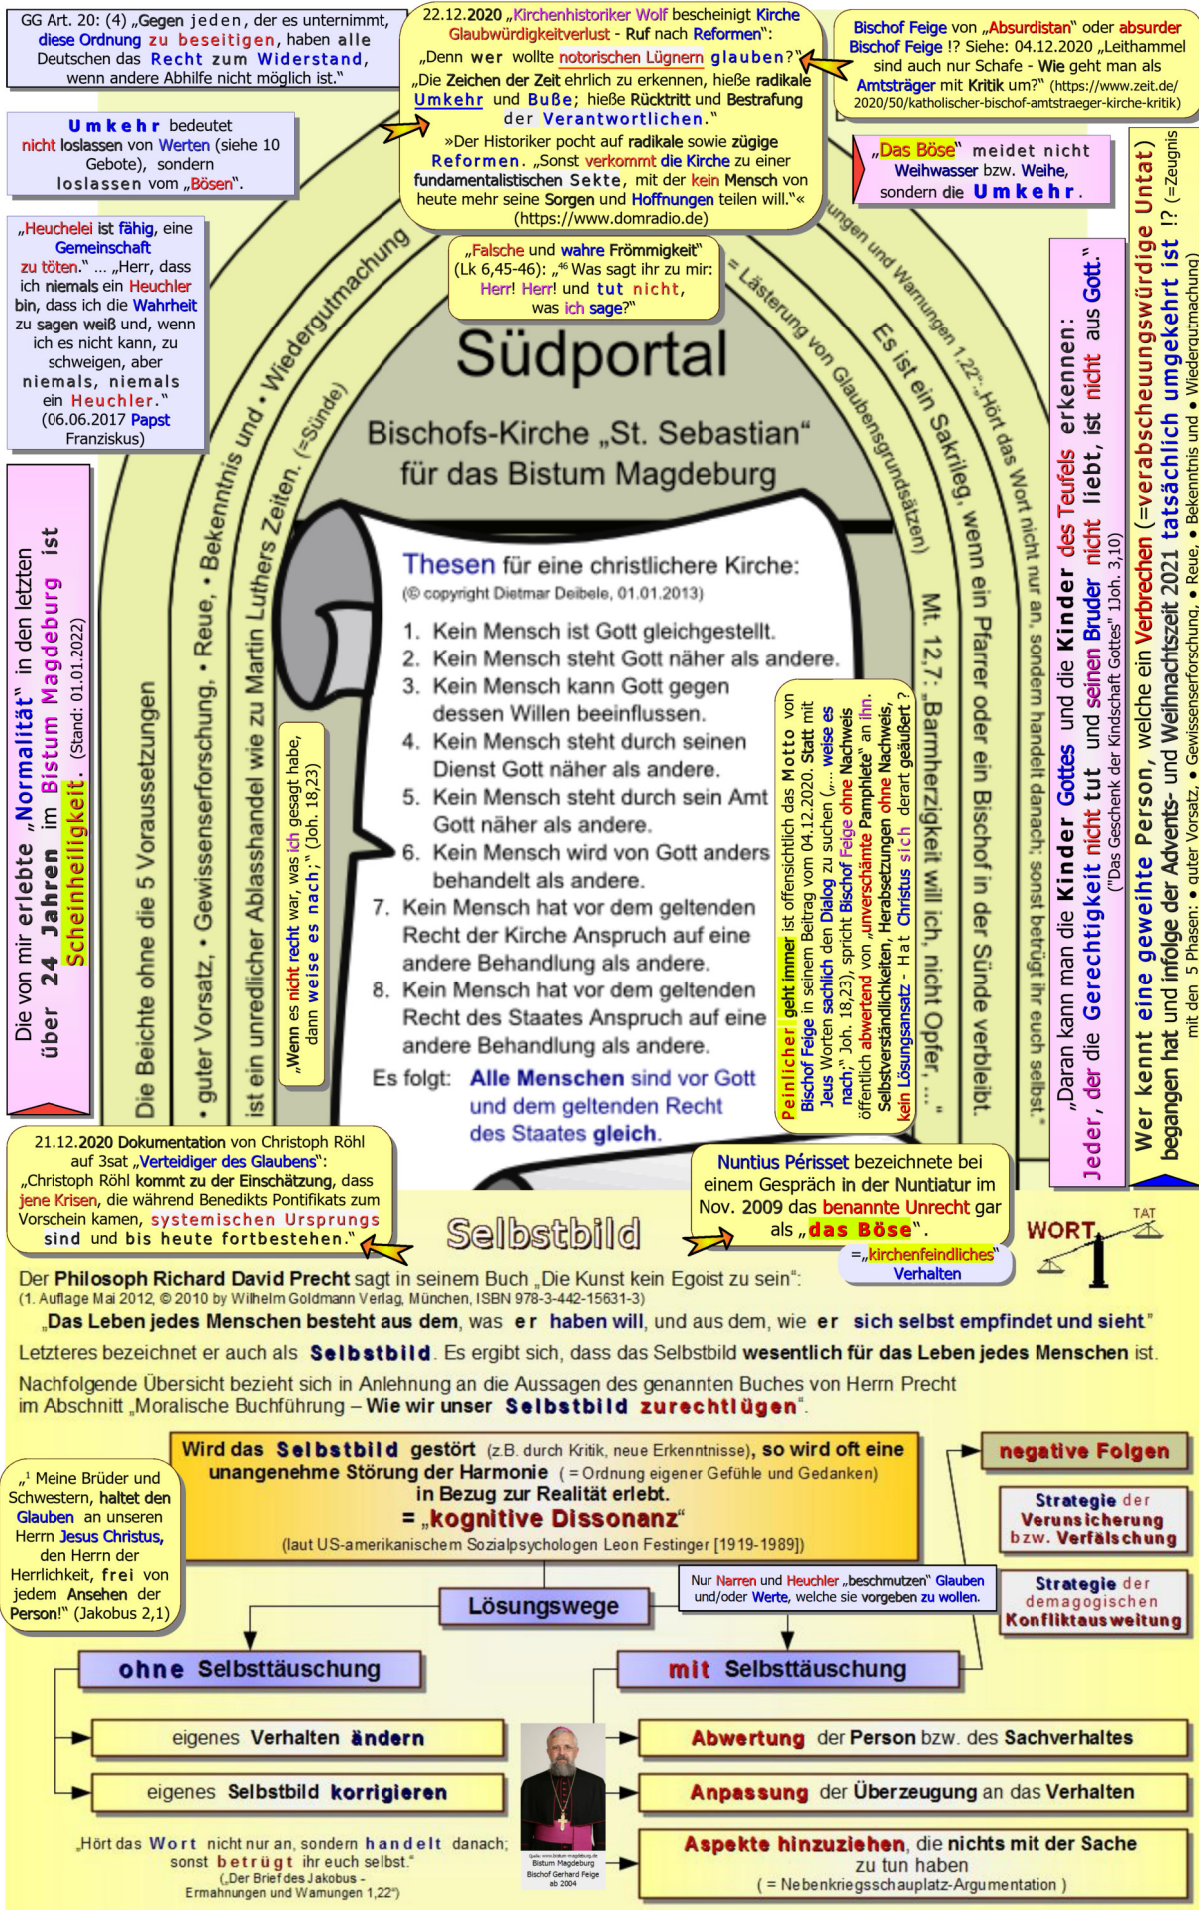 GG Art. 20: (4) „Gegen jeden, der es unternimmt,
diese Ordnung zu beseitigen, haben alle
Deutschen das Recht zum Widerstand,
wenn andere Abhilfe nicht möglich ist.“
22.12.2020 „Kirchenhistoriker Wolf bescheinigt Kirche
Glaubwürdigkeitverlust - Ruf nach Reformen“:
„Denn wer wollte notorischen Lügnern glauben?“
„Die Zeichen der Zeit ehrlich zu erkennen, hieße radikale
Umkehr und Buße; hieße Rücktritt und Bestrafung
der Verantwortlichen.“
»Der Historiker pocht auf radikale sowie zügige
Reformen. „Sonst verkommt die Kirche zu einer
fundamentalistischen Sekte, mit der kein Mensch von
heute mehr seine Sorgen und Hoffnungen teilen will.“«
(https://www.domradio.de)
Bischof Feige von „Absurdistan“ oder absurder
Bischof Feige !? Siehe: 04.12.2020 „Leithammel
sind auch nur Schafe - Wie geht man als
Amtsträger mit Kritik um?“ (https://www.zeit.de/
2020/50/katholischer-bischof-amtstraeger-kirche-kritik)
Umkehr bedeutet
nicht loslassen von Werten (siehe 10
Gebote), sondern
loslassen vom „Bösen“.
„Das Böse“ meidet nicht
Weihwasser bzw. Weihe,
sondern die Umkehr.
„Heuchelei ist fähig, eine
Gemeinschaft
zu töten.“ ... „Herr, dass
ich niemals ein Heuchler
bin, dass ich die Wahrheit
zu sagen weiß und, wenn
ich es nicht kann, zu
schweigen, aber
niemals, niemals
ein Heuchler.“
(06.06.2017 Papst
Franziskus)
„Falsche und wahre Frömmigkeit“
(Lk 6,45-46): „46 Was sagt ihr zu mir:
Herr! Herr! und tut nicht,
was ich sage?“
Südportal
Bischofs-Kirche „St. Sebastian“
für das Bistum Magdeburg
Die von mir erlebte „Normalität“ in den letzten
über 24 Jahren im Bistum Magdeburg ist
Scheinheiligkeit. (Stand: 01.01.2022)
Die Beichte ohne die 5 Voraussetzungen
• guter Vorsatz, • Gewissenserforschung, • Reue, • Bekenntnis und • Wiedergutmachung
ist ein unredlicher Ablasshandel wie zu Martin Luthers Zeiten. (=Sünde)
„Wenn es nicht recht war, was ich gesagt habe,
dann weise es nach;“ (Joh. 18,23)
Thesen für eine christlichere Kirche:
(© copyright Dietmar Deibele, 01.01.2013)
1. Kein Mensch ist Gott gleichgestellt.
2. Kein Mensch steht Gott näher als andere.
3. Kein Mensch kann Gott gegen
dessen Willen beeinflussen.
4. Kein Mensch steht durch seinen
Dienst Gott näher als andere.
5. Kein Mensch steht durch sein Amt
Gott näher als andere.
6. Kein Mensch wird von Gott anders
behandelt als andere.
7. Kein Mensch hat vor dem geltenden
Recht der Kirche Anspruch auf eine
andere Behandlung als andere.
8. Kein Mensch hat vor dem geltenden
Recht des Staates Anspruch auf eine
andere Behandlung als andere.
Es folgt: Alle Menschen sind vor Gott
und dem geltenden Recht
des Staates gleich.
Peinlicher geht immer ist offensichtlich das Motto von
Bischof Feige in seinem Beitrag vom 04.12.2020. Statt mit
Jeus Worten sachlich den Dialog zu suchen („... weise es
nach;“ Joh. 18,23), spricht Bischof Feige ohne Nachweis
öffentlich abwertend von „unverschämte Pamphlete“ an ihn.
Selbstverständlichkeiten, Herabsetzungen ohne Nachweis,
kein Lösungsansatz - Hat Christus sich derart geäußert ?
= Lästerung von Glaubensgrundsätzen)
Mt. 12,7: „Barmherzigkeit will ich, nicht Opfer, ... “
Es ist ein Sakrileg, wenn ein Pfarrer oder ein Bischof in der Sünde verbleibt.
ungen und Warnungen 1,22“: „Hört das Wort nicht nur an, sondern handelt danach; sonst betrügt ihr euch selbst.“
„Daran kann man die Kinder Gottes und die Kinder des Teufels erkennen:
Jeder, der die Gerechtigkeit nicht tut und seinen Bruder nicht liebt, ist nicht aus Gott.“
("Das Geschenk der Kindschaft Gottes" 1Joh. 3,10)
Wer kennt eine geweihte Person, welche ein Verbrechen (=verabscheuungswürdige Untat)
begangen hat und infolge der Advents- und Weihnachtszeit 2021 tatsächlich umgekehrt ist !? (=Zeugnis
mit den 5 Phasen: • guter Vorsatz, • Gewissenserforschung, • Reue, • Bekenntnis und • Wiedergutmachung)
21.12.2020 Dokumentation von Christoph Röhl
auf 3sat „Verteidiger des Glaubens“:
„Christoph Röhl kommt zu der Einschätzung, dass
jene Krisen, die während Benedikts Pontifikats zum
Vorschein kamen, systemischen Ursprungs
sind und bis heute fortbestehen.“
Selbstbild
Nuntius Périsset bezeichnete bei
einem Gespräch in der Nuntiatur im
Nov. 2009 das benannte Unrecht gar
als „das Böse“.
=„kirchenfeindliches“
Verhalten
WORT
TAT
Der Philosoph Richard David Precht sagt in seinem Buch „Die Kunst kein Egoist zu sein“:
(1. Auflage Mai 2012, © 2010 by Wilhelm Goldmann Verlag, München, ISBN 978-3-442-15631-3)
„Das Leben jedes Menschen besteht aus dem, was er haben will, und aus dem, wie er sich selbst empfindet und sieht“
Letzteres bezeichnet er auch als Selbstbild. Es ergibt sich, dass das Selbstbild wesentlich für das Leben jedes Menschen ist.
Nachfolgende Übersicht bezieht sich in Anlehnung an die Aussagen des genannten Buches von Herrn Precht
im Abschnitt „Moralische Buchführung – Wie wir unser Selbstbild zurechtlügen“.
„1 Meine Brüder und
Schwestern, haltet den
Glauben an unseren
Herrn Jesus Christus,
den Herrn der
Herrlichkeit, frei von
jedem Ansehen der
Person!“ (Jakobus 2,1)
Wird das Selbstbild gestört (z.B. durch Kritik, neue Erkenntnisse), so wird oft eine
unangenehme Störung der Harmonie ( = Ordnung eigener Gefühle und Gedanken)
in Bezug zur Realität erlebt.
= „kognitive Dissonanz“
(laut US-amerikanischem Sozialpsychologen Leon Festinger [1919-1989])
negative Folgen
Strategie der
Verunsicherung
bzw. Verfälschung
Strategie der
demagogischen
Konfliktausweitung
Lösungswege
Nur Narren und Heuchler „beschmutzen“ Glauben
und/oder Werte, welche sie vorgeben zu wollen.
ohne Selbsttäuschung
mit Selbsttäuschung
eigenes Verhalten ändern
eigenes Selbstbild korrigieren
Abwertung der Person bzw. des Sachverhaltes
Anpassung der Überzeugung an das Verhalten
Aspekte hinzuziehen, die nichts mit der Sache
zu tun haben
( = Nebenkriegsschauplatz-Argumentation )
„Hört das Wort nicht nur an, sondern handelt danach;
sonst betrügt ihr euch selbst.“
(„Der Brief des Jakobus -
Ermahnungen und Warnungen 1,22“)
Quelle: www.bistum-magdeburg.de
Bistum Magdeburg
Bischof Gerhard Feige
ab 2004